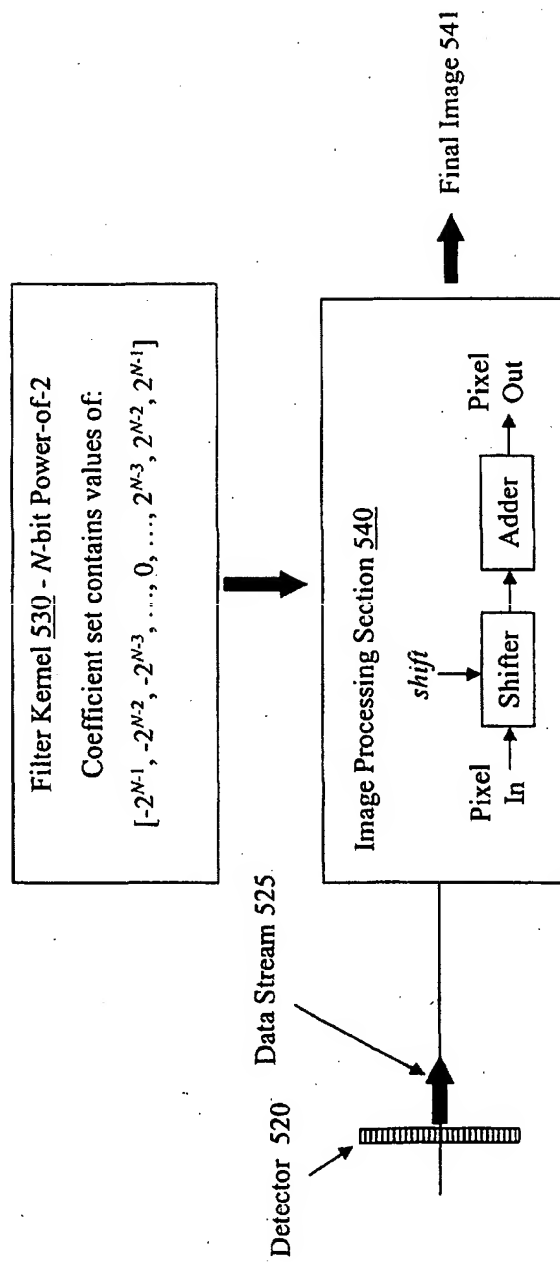 Filter Kernel 530 - N-bit Power-of-2
Coefficient set contains values of:
[-2^{N-1}, -2^{N-2}, -2^{N-3}, ..., 0, ..., 2^{N-3}, 2^{N-2}, 2^{N-1}]
Detector 520
Data Stream 525
Image Processing Section 540
shift
Pixel
In
Shifter
Adder
Pixel
Out
Final Image 541